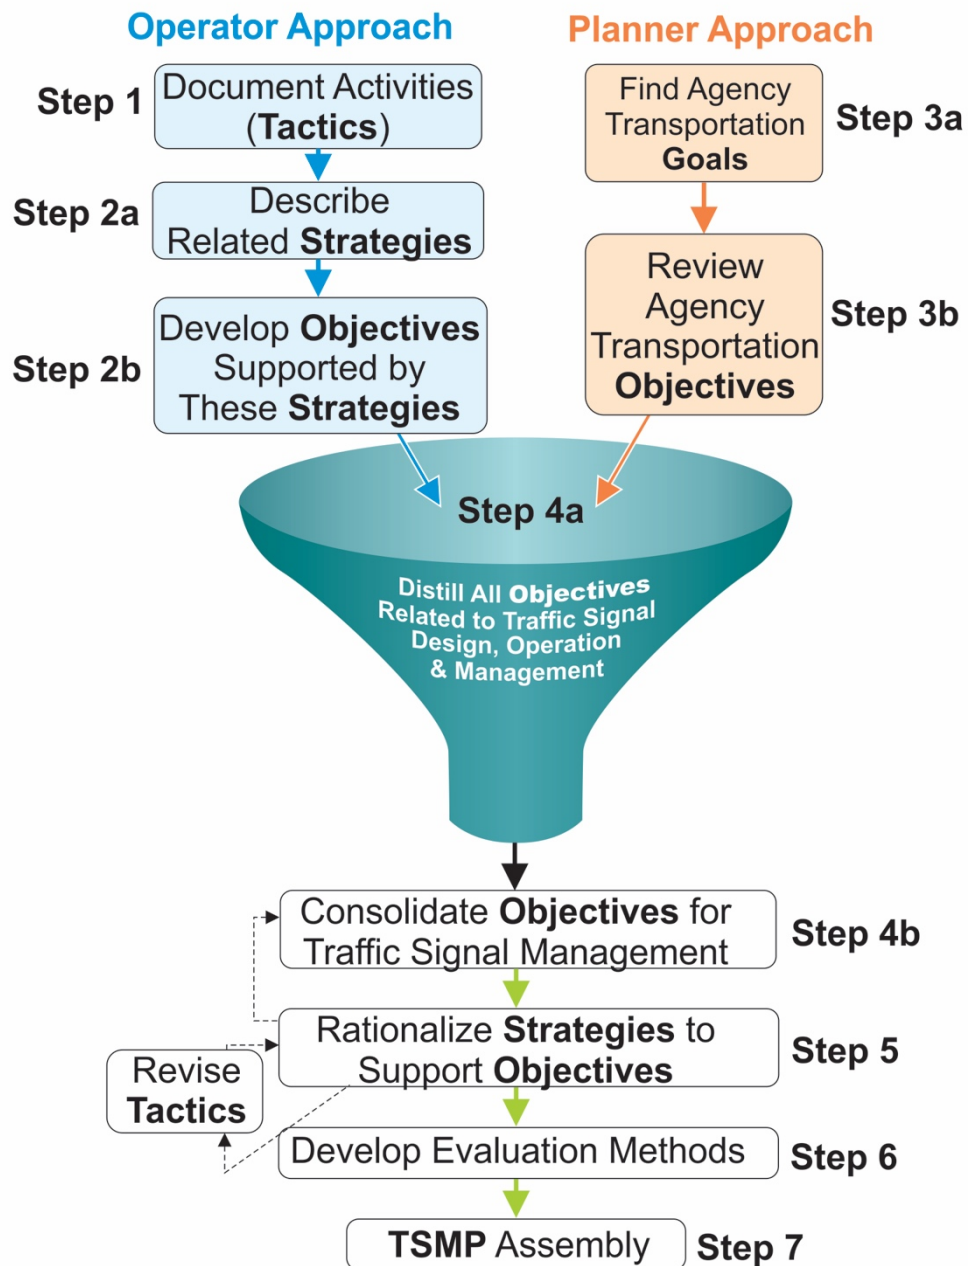 Operator Approach
Planner Approach
Step 1
Document Activities
(Tactics)
Find Agency
Transportation
Goals
Step 3a
Step 2a
Describe
Related Strategies
Review
Agency
Transportation
Objectives
Step 3b
Step 2b
Develop Objectives
Supported by
These Strategies
Step 4a
Distill All Objectives
Related to Traffic Signal
Design, Operation
& Management
Consolidate Objectives for
Traffic Signal Management
Step 4b
Rationalize Strategies to
Support Objectives
Step 5
Revise
Tactics
Develop Evaluation Methods
Step 6
TSMP Assembly
Step 7